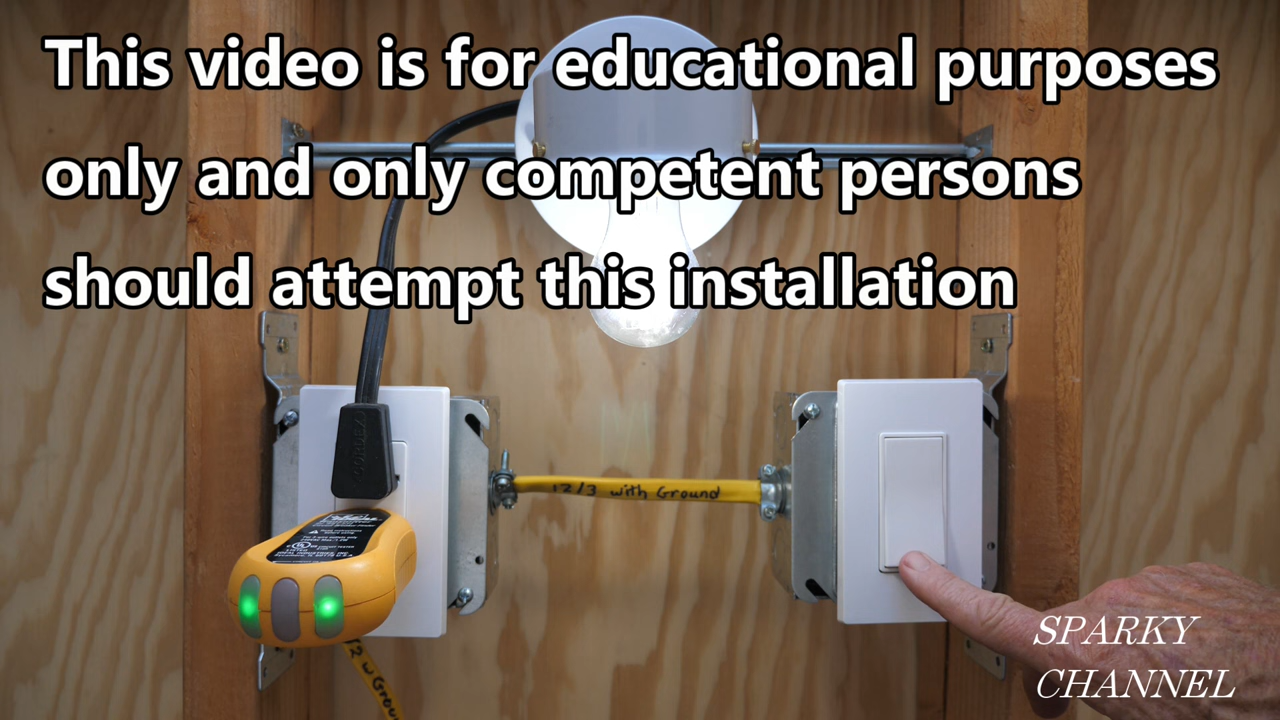 This video is for educational purposes
only and only competent persons
should attempt this installation
12/3 with Ground
SPARKY
CHANNEL